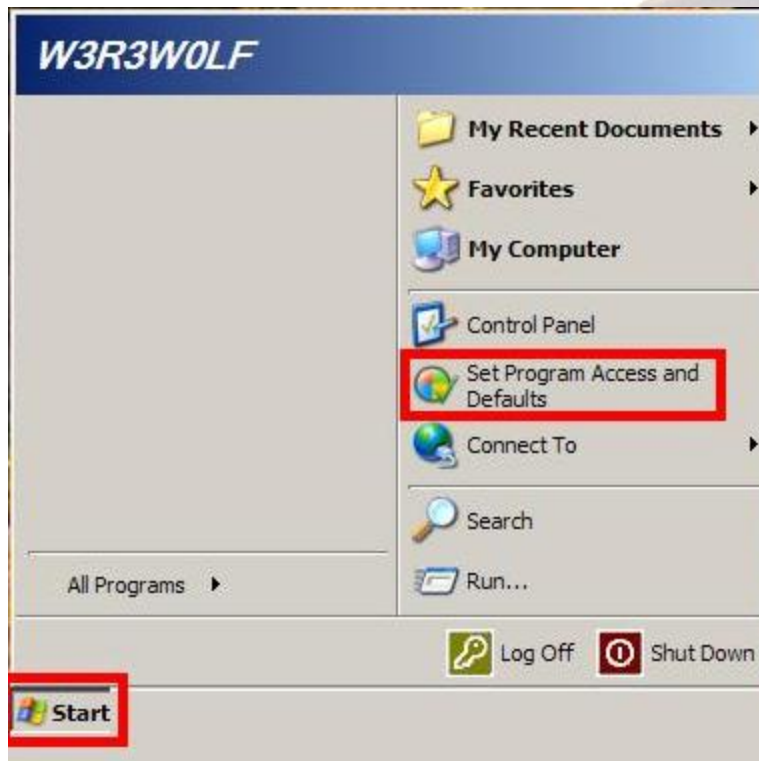 W3R3W0LF
My Recent Documents
Favorites
My Computer
Control Panel
Set Program Access and
Defaults
Connect To
Search
Run...
All Programs
Log Off
Shut Down
Start